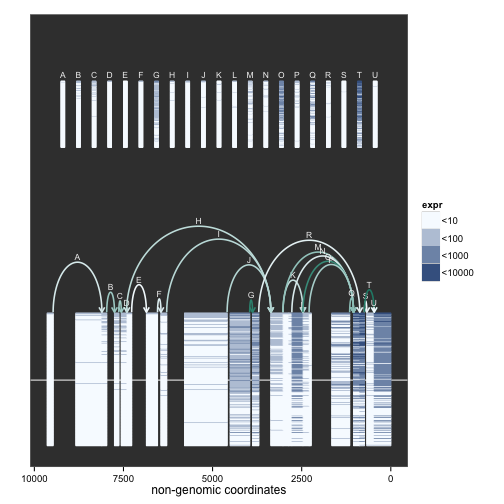 A B C D E F G H I J K L M N O P Q R S T U
H
I
R
M
N
A
J
Q
K
E
B
T
C
F
G
O
S
D
U
expr
<10
<100
<1000
<10000
10000 7500 5000 2500 0
non-genomic coordinates